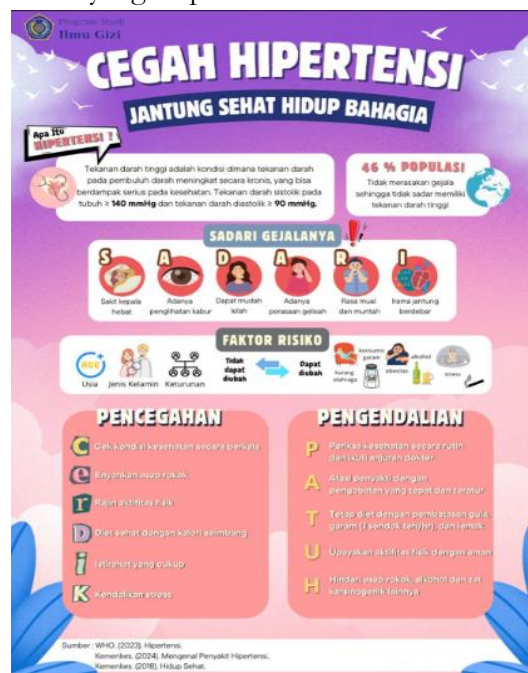 Program Studi
Ilmu Gizi
CEGAH HIPERTENSI
JANTUNG SEHAT HIDUP BAHAGIA
Apa Itu
HIPERTENSI ?
Tekanan darah tinggi adalah kondisi dimana tekanan darah
pada pembuluh darah meningkat secara kronis, yang bisa
berdampak serius pada kesehatan. Tekanan darah sistolik pada
tubuh ≥ 140 mmHg dan tekanan darah diastolik ≥ 90 mmHg.
46 % POPULASI
Tidak merasakan gejala
sehingga tidak sadar memiliki
tekanan darah tinggi
SADARI GEJALANYA
S A D A R I
Sakit kepala
hebat
Adanya
penglihatan kabur
Dapat mudah
lelah
Adanya
perasaan gelisah
Rasa mual
dan muntah
Irama jantung
berdebar
FAKTOR RISIKO
AGE
Usia
Jenis Kelamin
Keturunan
Tidak
dapat
diubah
Dapat
diubah
kurang
olahraga
konsumsi
garam
obesitas
alkohol
stress
PENCEGAHAN
C Cek kondisi kesehatan secara berkala
e Enyahkan asap rokok
r Rajin aktifitas fisik
D Diet sehat dengan kalori seimbang
i Istirahat yang cukup
K Kendalikan stress
PENGENDALIAN
P Periksa kesehatan secara rutin
dan ikuti anjuran dokter
A Atasi penyakti dengan
pengobatan yang tepat dan teratur
T Tetap diet dengan pembatasan gula,
garam (1 sendok teh/hr), dan lemak
U Upayakan aktifitas fisik dengan aman
H Hindari asap rokok, alkohol dan zat
karsinogenik lainnya
Sumber : WHO. (2023). Hipertensi.
Kemenkes. (2024). Mengenal Penyakit Hipertensi.
Kemenkes. (2018). Hidup Sehat.